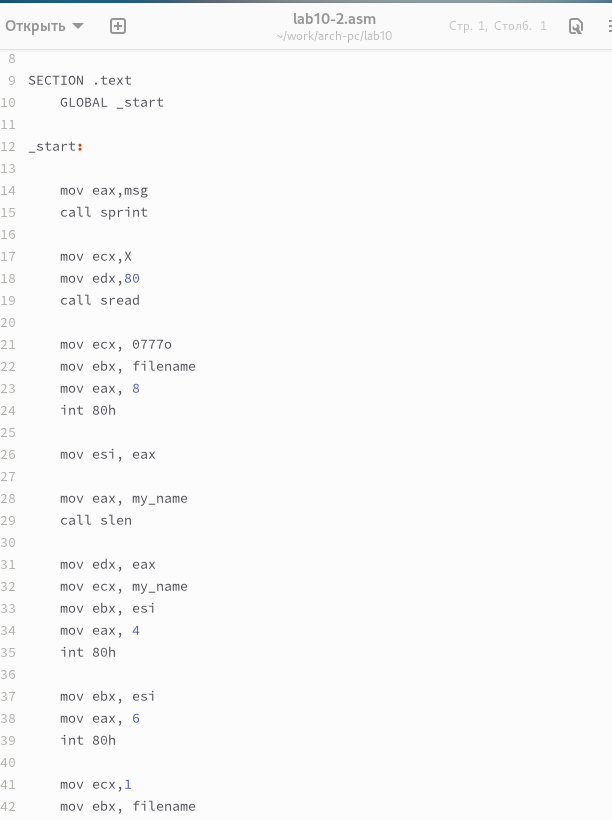 Открыть
lab10-2.asm
~/work/arch-pc/lab10
Стр. 1, Столб. 1
8
9 SECTION .text
10     GLOBAL _start
11
12 _start:
13
14     mov eax,msg
15     call sprint
16
17     mov ecx,X
18     mov edx,80
19     call sread
20
21     mov ecx, 0777o
22     mov ebx, filename
23     mov eax, 8
24     int 80h
25
26     mov esi, eax
27
28     mov eax, my_name
29     call slen
30
31     mov edx, eax
32     mov ecx, my_name
33     mov ebx, esi
34     mov eax, 4
35     int 80h
36
37     mov ebx, esi
38     mov eax, 6
39     int 80h
40
41     mov ecx,1
42     mov ebx, filename